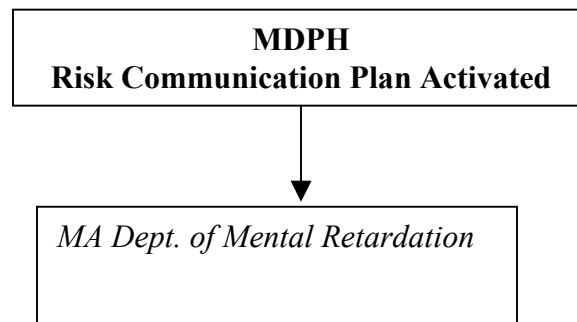 MDPH
Risk Communication Plan Activated
MA Dept. of Mental Retardation